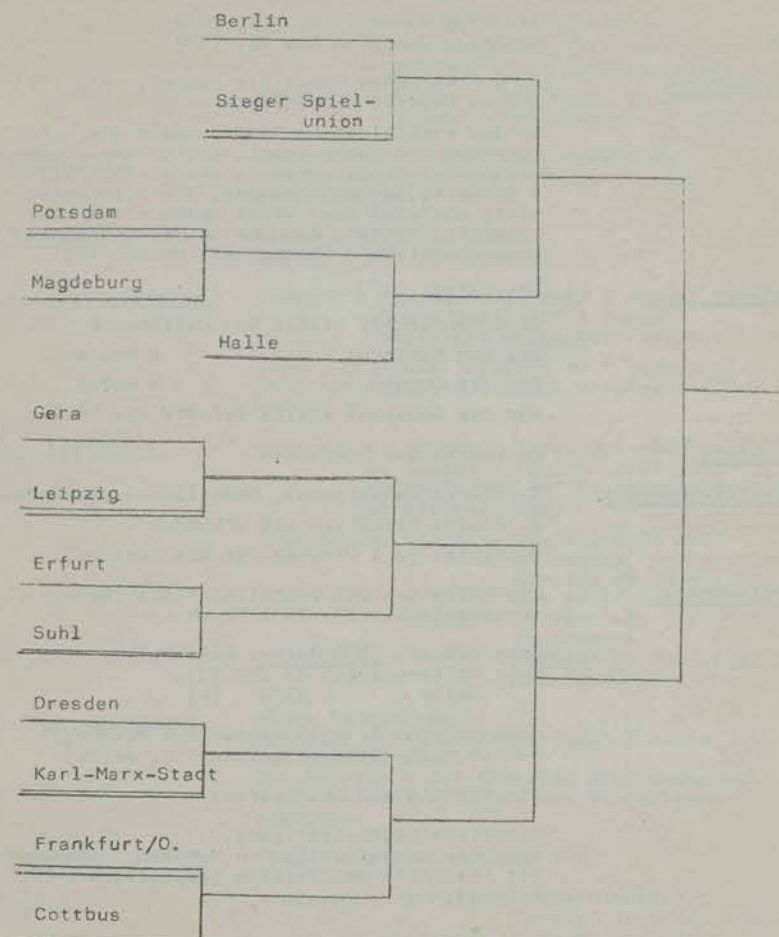 Berlin
Sieger Spiel-
union
Potsdam
Magdeburg
Halle
Gera
Leipzig
Erfurt
Suhl
Dresden
Karl-Marx-Stadt
Frankfurt/O.
Cottbus